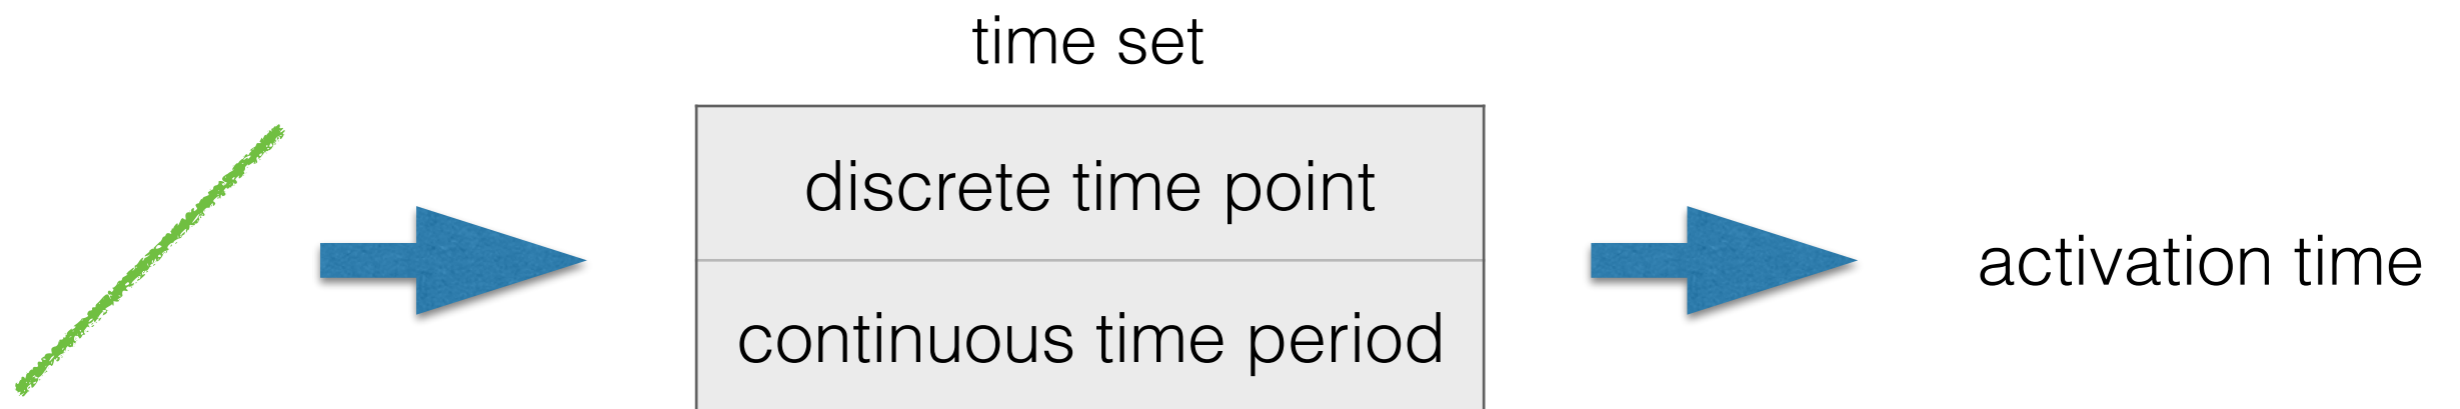 time set
discrete time point
continuous time period
activation time